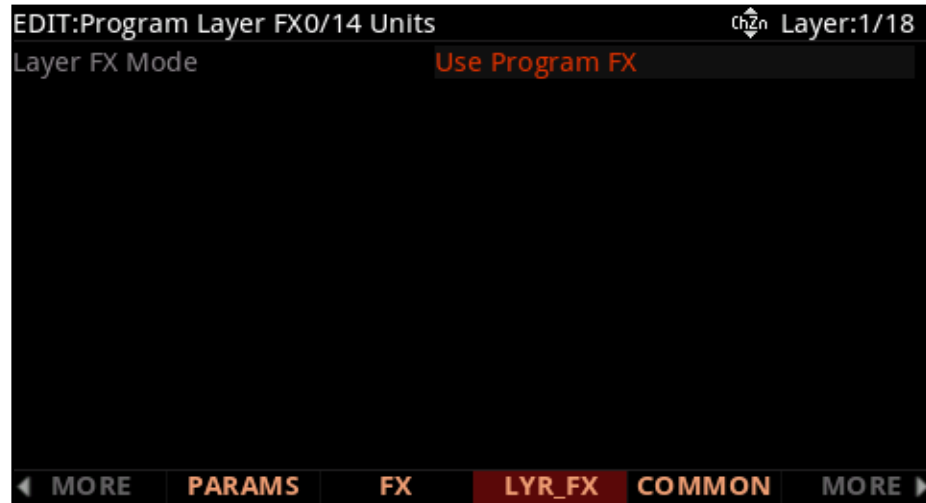 EDIT:Program Layer FX0/14 Units ChZn Layer:1/18
Layer FX Mode Use Program FX
MORE PARAMS FX LYR_FX COMMON MORE